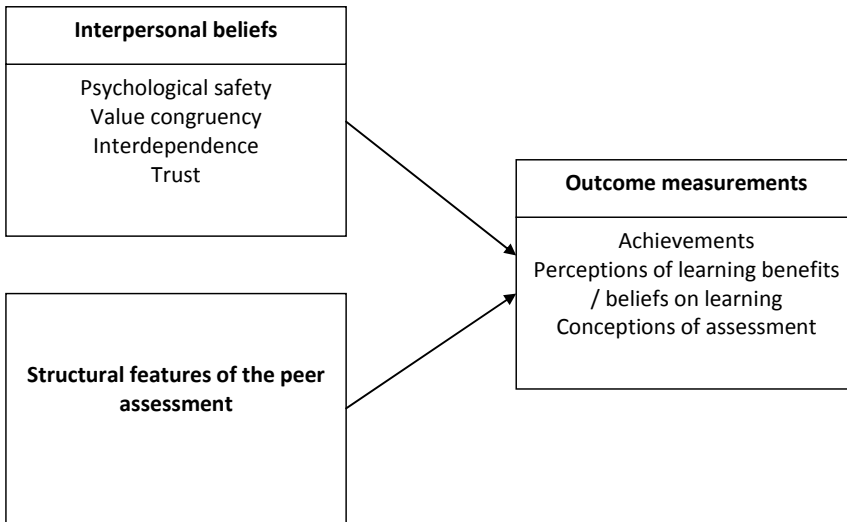 Interpersonal beliefs
Psychological safety
Value congruency
Interdependence
Trust
Outcome measurements
Achievements
Perceptions of learning benefits
/ beliefs on learning
Conceptions of assessment
Structural features of the peer
assessment